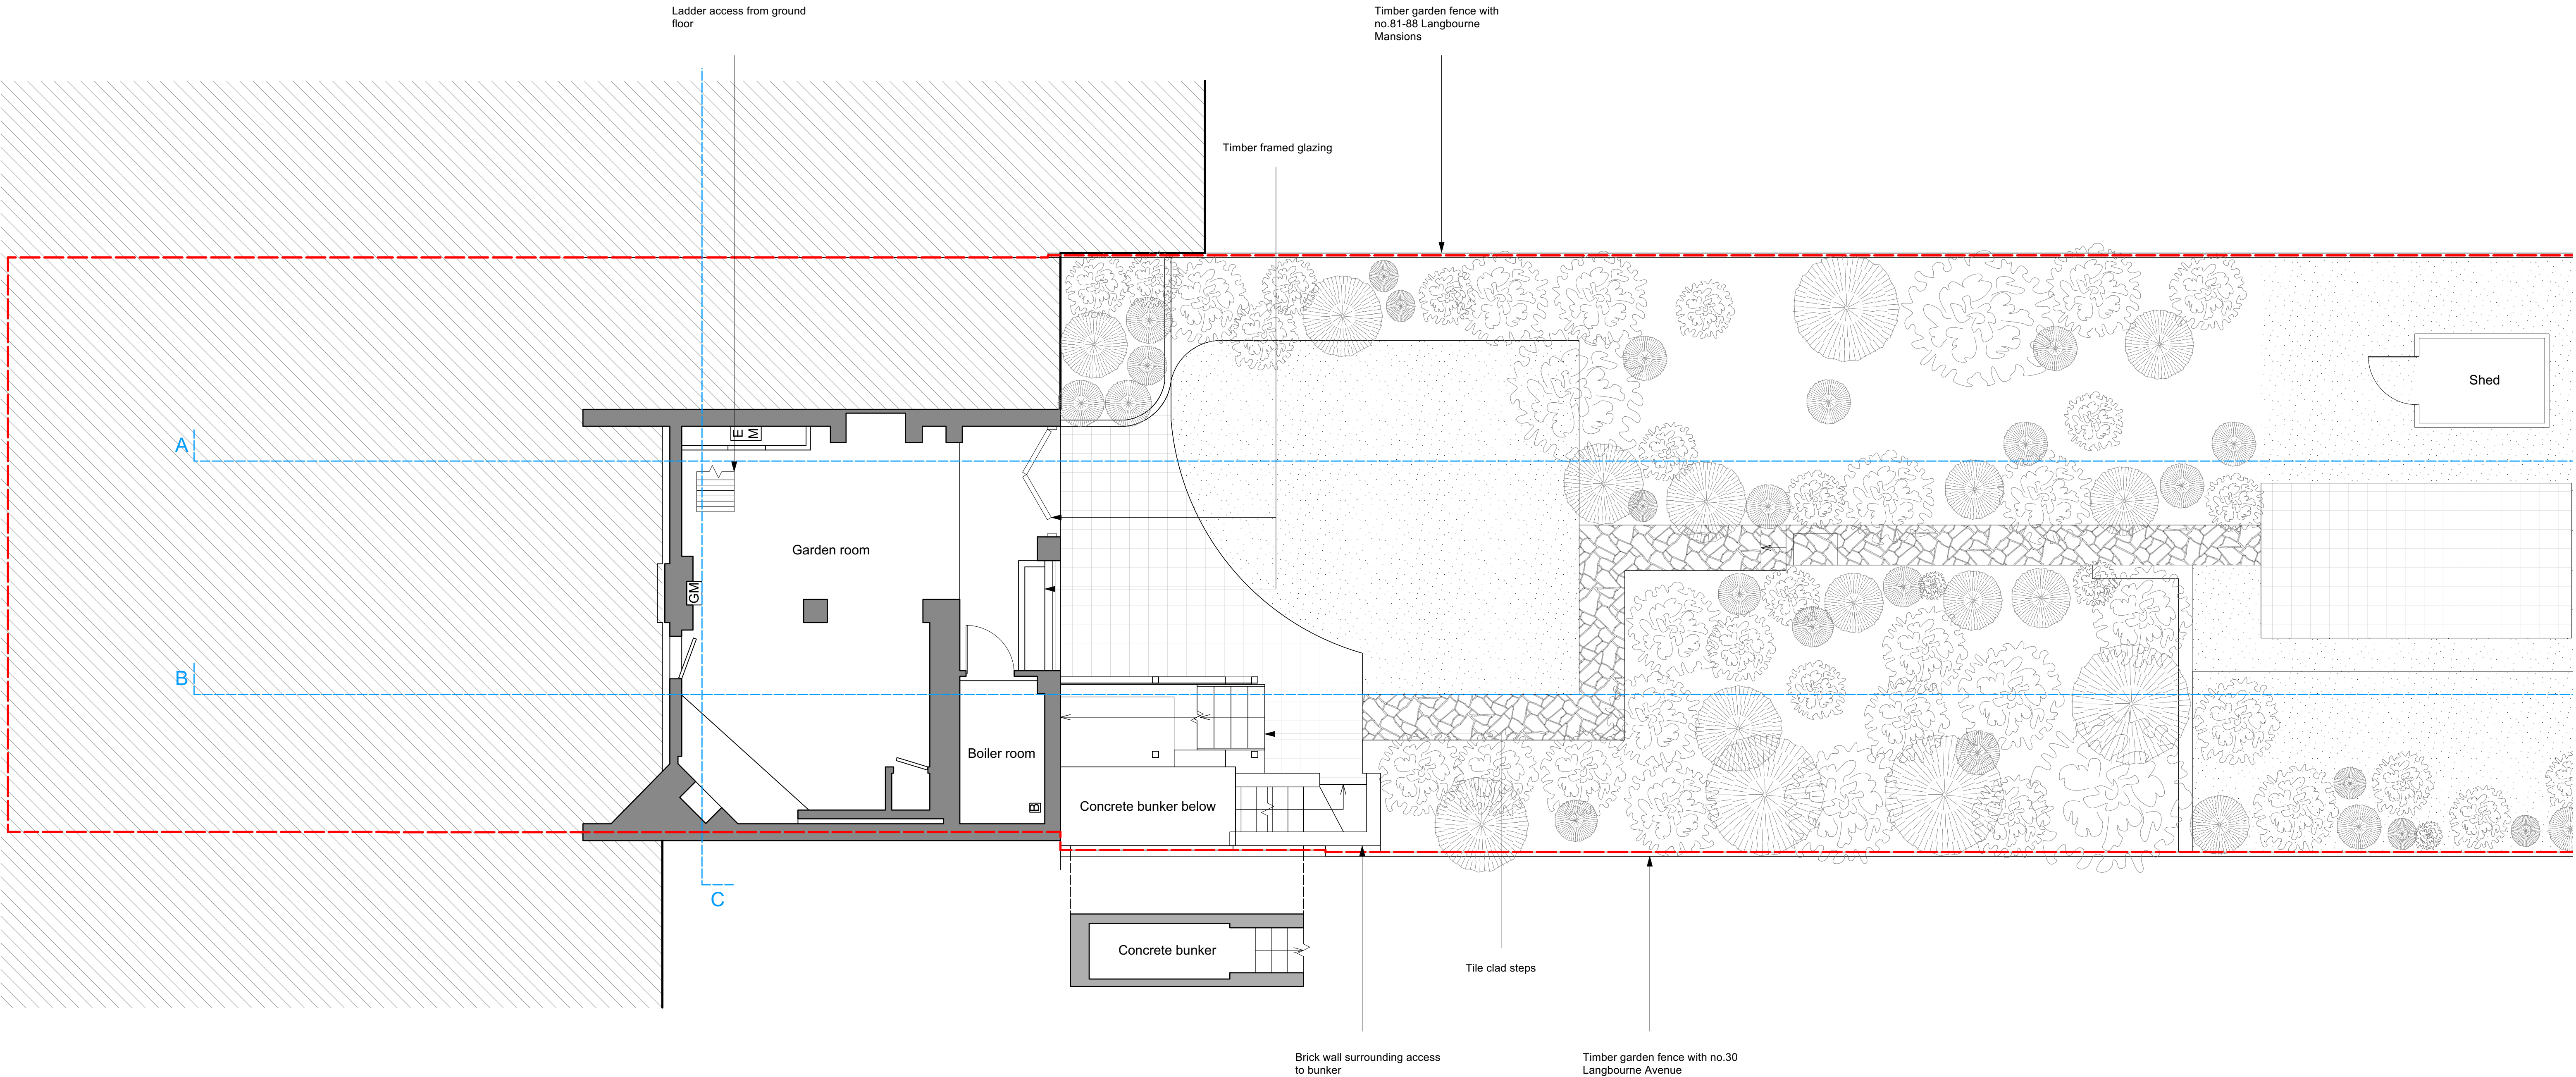 Ladder access from ground
floor
Timber garden fence with
no.81-88 Langbourne
Mansions
Timber framed glazing
Shed
A
E
M
Garden room
GM
B
Boiler room
B
Concrete bunker below
C
Concrete bunker
Tile clad steps
Brick wall surrounding access
to bunker
Timber garden fence with no.30
Langbourne Avenue